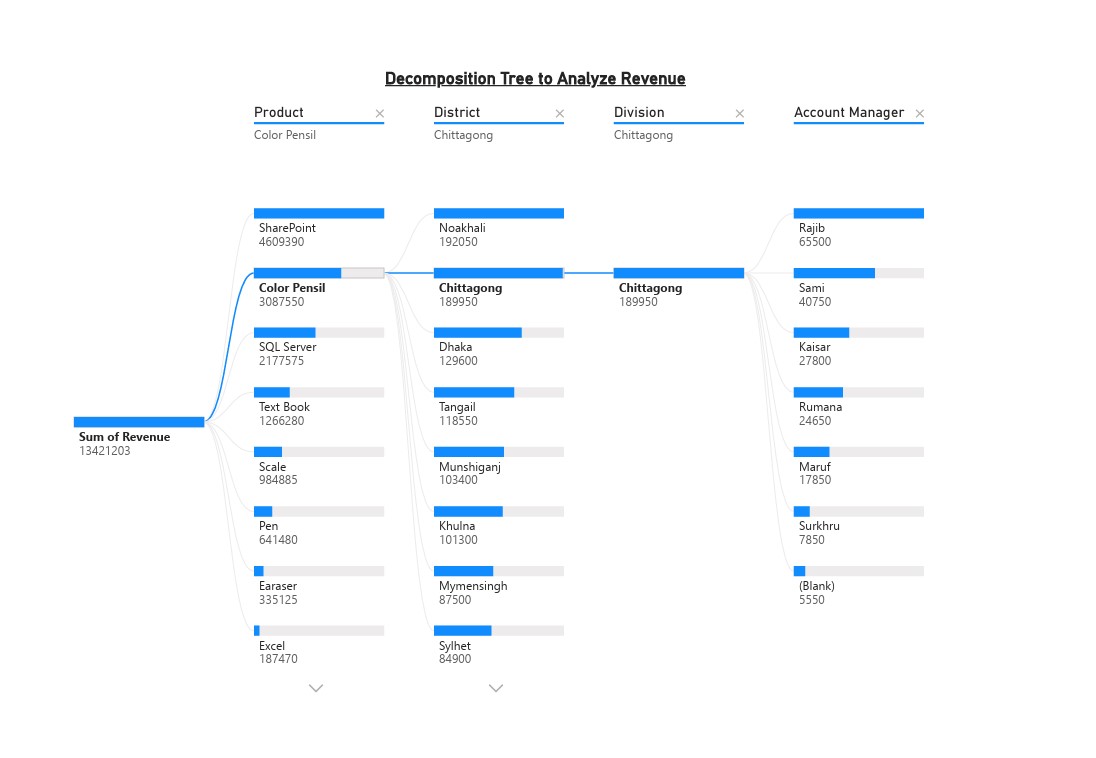 Decomposition Tree to Analyze Revenue
Product
Color Pensil
District
Chittagong
Division
Chittagong
Account Manager
Sum of Revenue
13421203
SharePoint
4609390
Color Pensil
3087550
SQL Server
2177575
Text Book
1266280
Scale
984885
Pen
641480
Earaser
335125
Excel
187470
Noakhali
192050
Chittagong
189950
Dhaka
129600
Tangail
118550
Munshiganj
103400
Khulna
101300
Mymensingh
87500
Sylhet
84900
Chittagong
189950
Rajib
65500
Sami
40750
Kaisar
27800
Rumana
24650
Maruf
17850
Surkhru
7850
(Blank)
5550